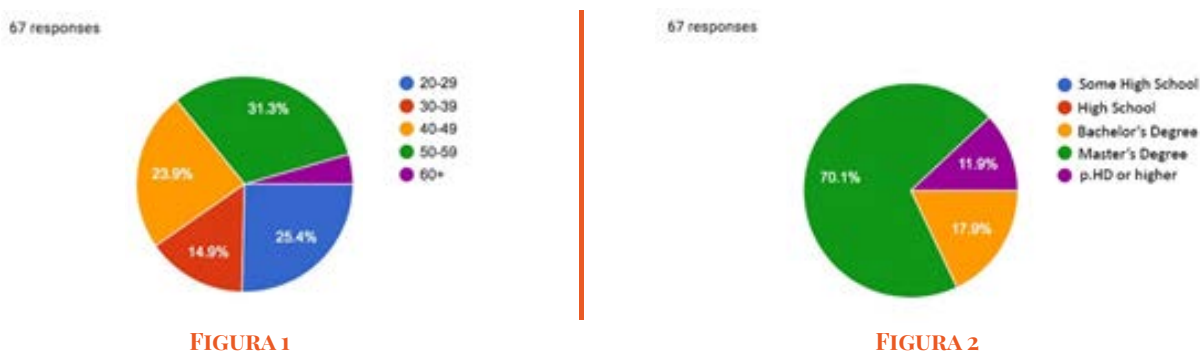 67 responses
31.3%
23.9%
14.9%
25.4%
20-29
30-39
40-49
50-59
60+
FIGURA 1
67 responses
70.1%
11.9%
17.9%
Some High School
High School
Bachelor's Degree
Master's Degree
p.HD or higher
FIGURA 2